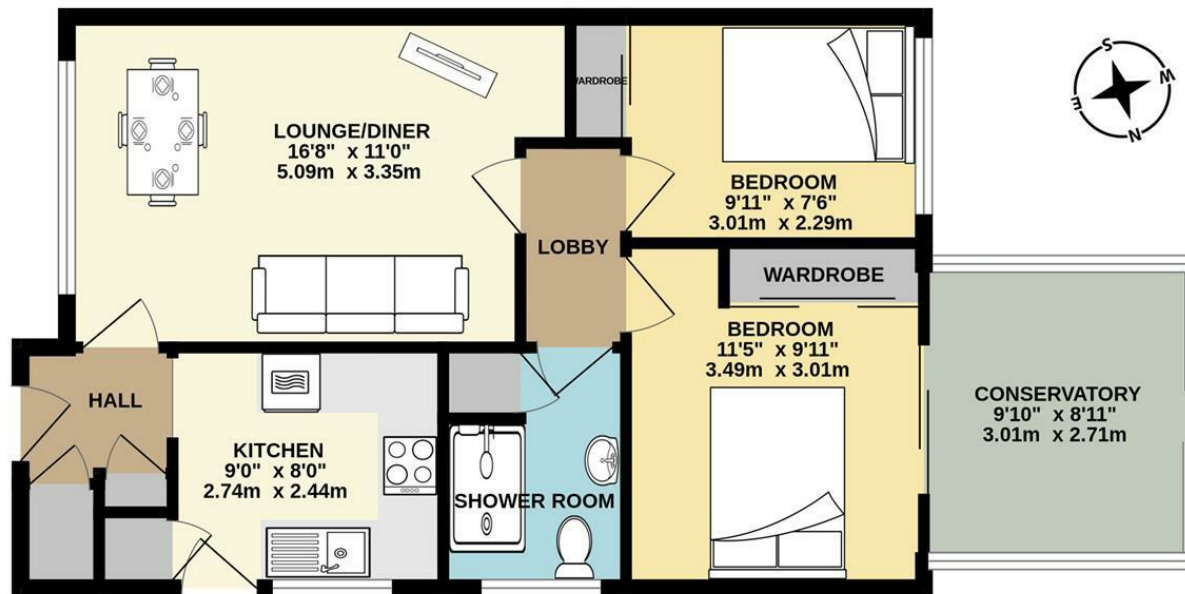 LOUNGE/DINER
16'8" x 11'0"
5.09m x 3.35m
WARDROBE
BEDROOM
9'11" x 7'6"
3.01m x 2.29m
S
W
E
N
LOBBY
WARDROBE
BEDROOM
11'5" x 9'11"
3.49m x 3.01m
CONSERVATORY
9'10" x 8'11"
3.01m x 2.71m
HALL
KITCHEN
9'0" x 8'0"
2.74m x 2.44m
SHOWER ROOM